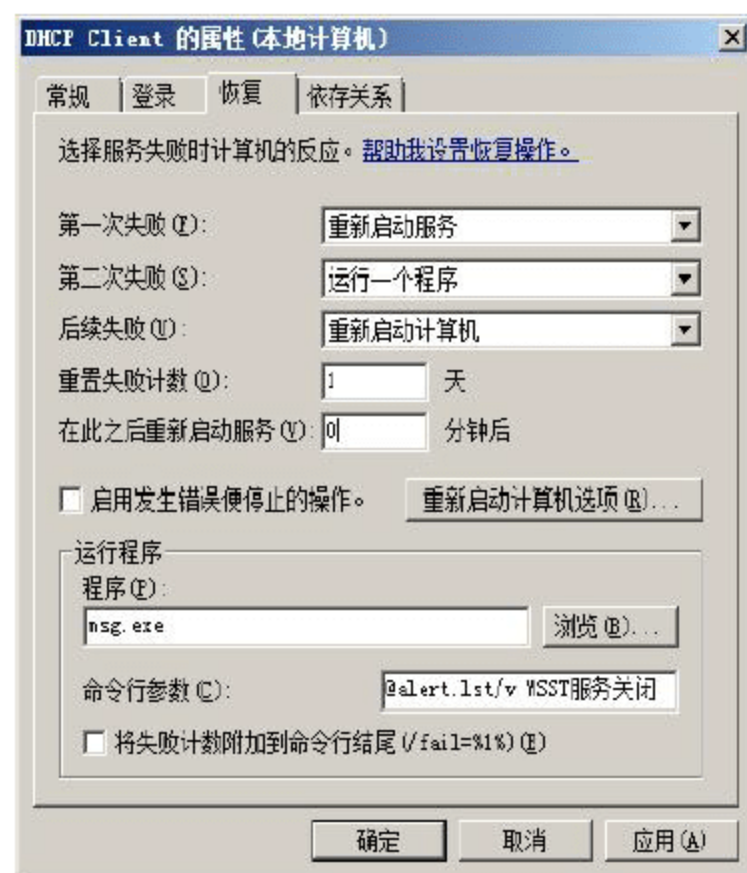 DHCP Client 的属性(本地计算机)
常规 登录 恢复 依存关系
选择服务失败时计算机的反应。帮助我设置恢复操作。
第一次失败(F): 重新启动服务
第二次失败(S): 运行一个程序
后续失败(U): 重新启动计算机
重置失败计数(O): 1 天
在此之后重新启动服务(V): 0 分钟后
启用发生错误便停止的操作。 重新启动计算机选项(R)...
运行程序
程序(P):
msg.exe 浏览(B)...
命令行参数(C): @alert.lst/v WSST服务关闭
将失败计数附加到命令行结尾(/fail=%1%)(E)
确定 取消 应用(A)